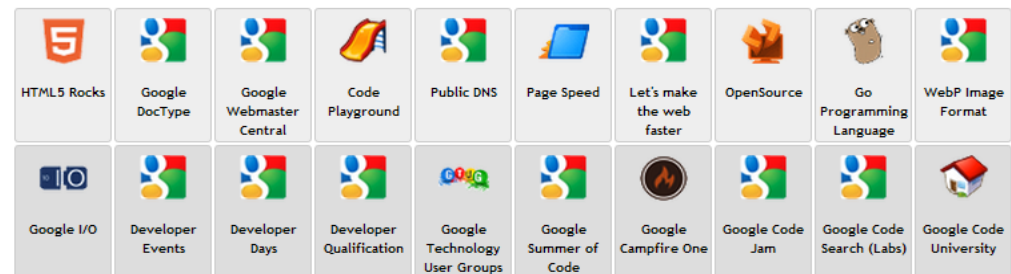 HTML5 Rocks
Google
DocType
Google
Webmaster
Central
Code
Playground
Public DNS
Page Speed
Let's make
the web
faster
OpenSource
Go
Programming
Language
WebP Image
Format
Google I/O
Developer
Events
Developer
Days
Developer
Qualification
GTUG
Google
Technology
User Groups
Google
Summer of
Code
Google
Campfire One
Google Code
Jam
Google Code
Search (Labs)
Google Code
University